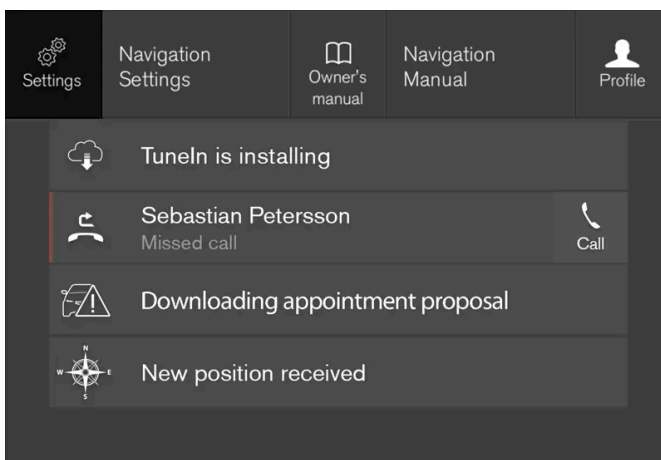 Settings
Navigation
Settings
Owner's
manual
Navigation
Manual
Profile
TuneIn is installing
Sebastian Petersson
Missed call
Call
Downloading appointment proposal
N
W
E
S
New position received